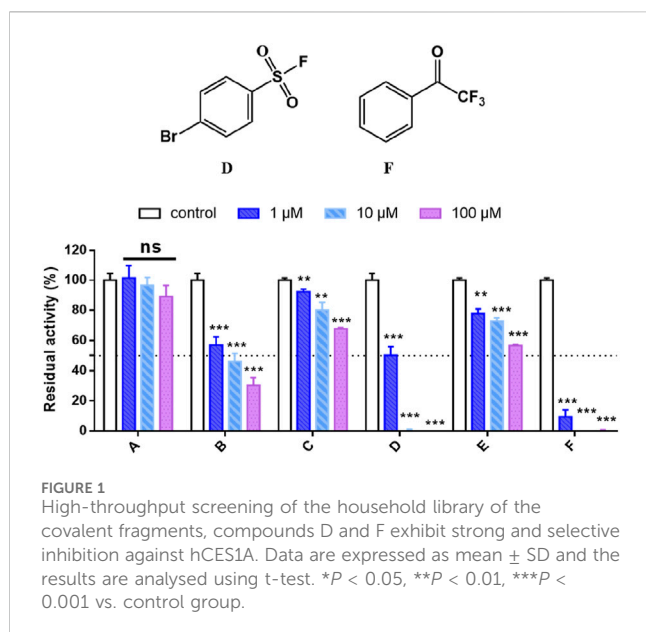 O
S
F
O
Br
D
O
CF3
F
control 1 µM 10 µM 100 µM
Residual activity (%)
120
100
80
60
40
20
0
ns
*** *** ***
** ** ***
*** *** ***
** *** ***
*** *** ***
A B C D E F
FIGURE 1
High-throughput screening of the household library of the
covalent fragments, compounds D and F exhibit strong and selective
inhibition against hCES1A. Data are expressed as mean ± SD and the
results are analysed using t-test. *P < 0.05, **P < 0.01, ***P <
0.001 vs. control group.